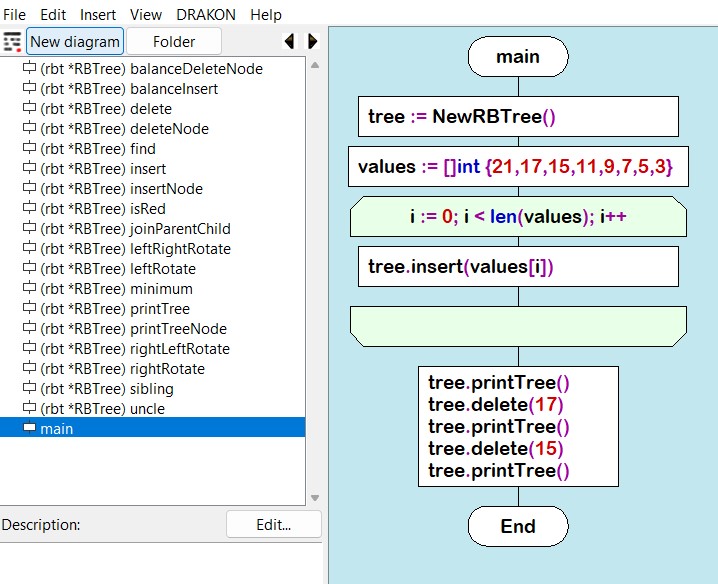 File Edit Insert View DRAKON Help
New diagram Folder
(rbt *RBTree) balanceDeleteNode
(rbt *RBTree) balanceInsert
(rbt *RBTree) delete
(rbt *RBTree) deleteNode
(rbt *RBTree) find
(rbt *RBTree) insert
(rbt *RBTree) insertNode
(rbt *RBTree) isRed
(rbt *RBTree) joinParentChild
(rbt *RBTree) leftRightRotate
(rbt *RBTree) leftRotate
(rbt *RBTree) minimum
(rbt *RBTree) printTree
(rbt *RBTree) printTreeNode
(rbt *RBTree) rightLeftRotate
(rbt *RBTree) rightRotate
(rbt *RBTree) sibling
(rbt *RBTree) uncle
main
Description: Edit...
main
tree := NewRBTree()
values := []int {21,17,15,11,9,7,5,3}
i := 0; i < len(values); i++
tree.insert(values[i])
tree.printTree()
tree.delete(17)
tree.printTree()
tree.delete(15)
tree.printTree()
End